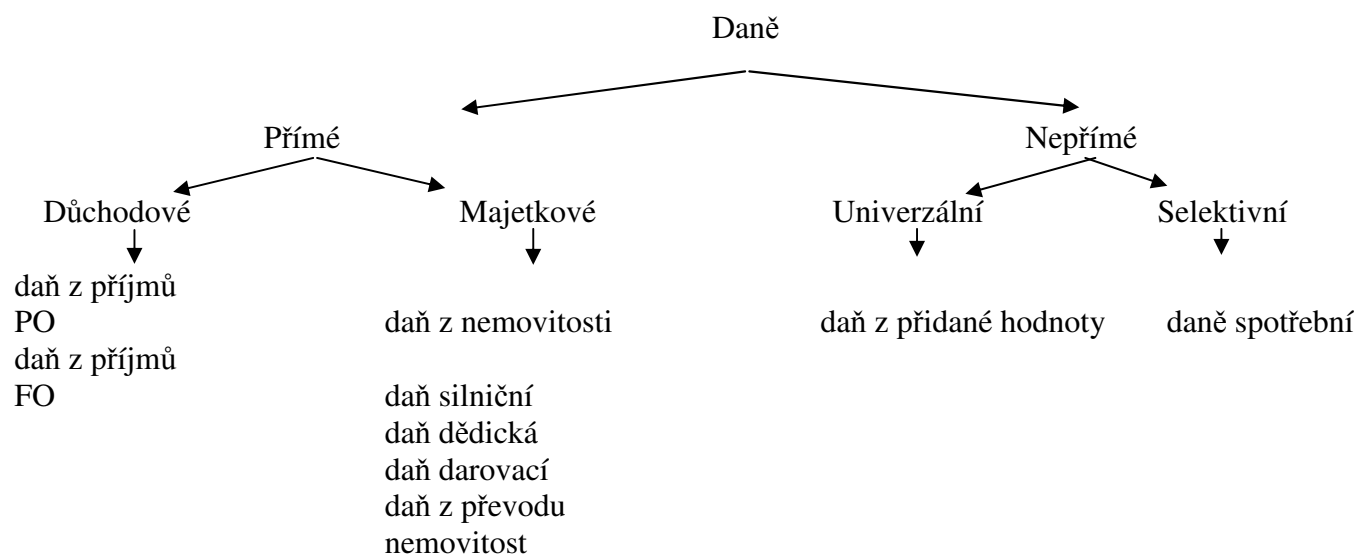 Daně
Přímé Nepřímé
Důchodové Majetkové Univerzální Selektivní
daň z příjmů
PO daň z nemovitosti daň z přidané hodnoty daně spotřební
daň z příjmů
FO daň silniční
daň dědická
daň darovací
daň z převodu
nemovitost